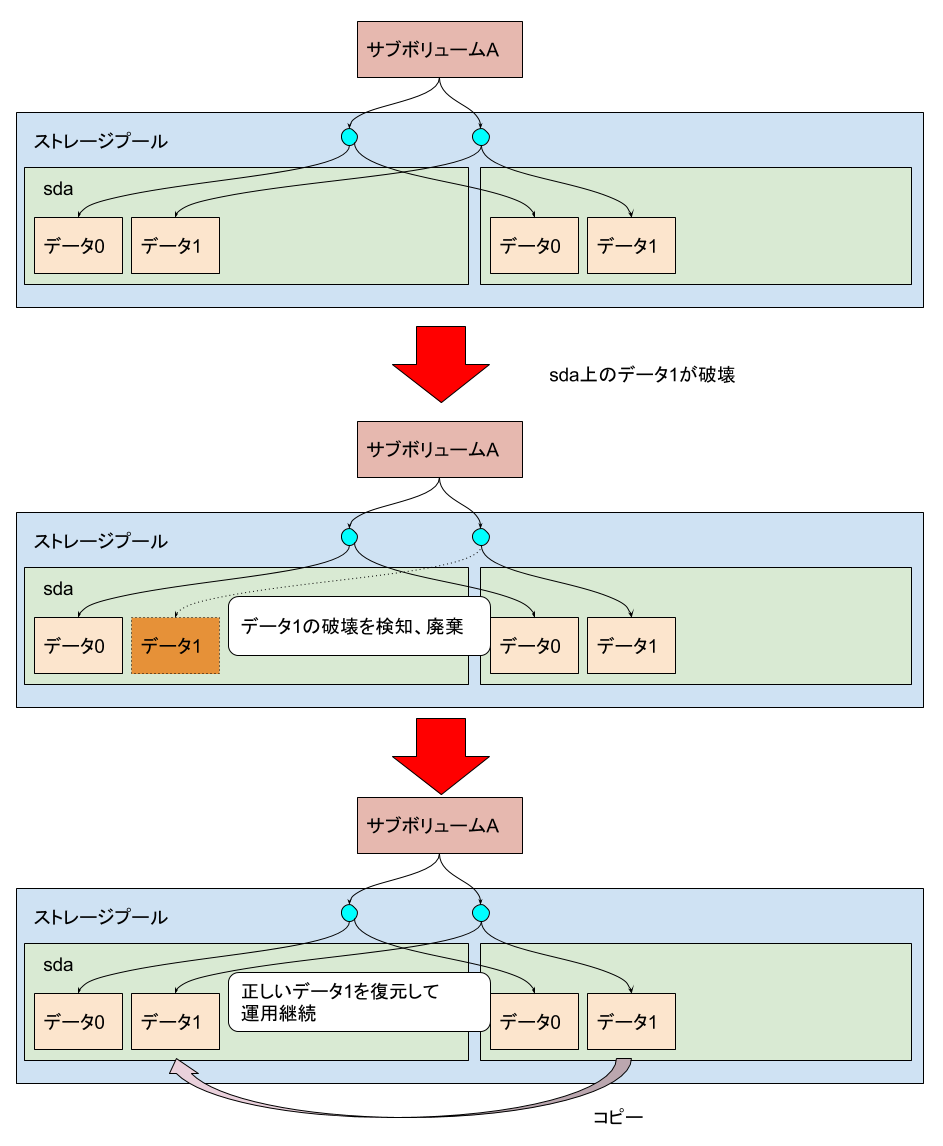 サブボリュームA
ストレージプール
sda
データ0
データ1
データ0
データ1
sda上のデータ1が破壊
サブボリュームA
ストレージプール
sda
データ0
データ1
データ1の破壊を検知、廃棄
データ0
データ1
サブボリュームA
ストレージプール
sda
データ0
データ1
正しいデータ1を復元して
運用継続
データ0
データ1
コピー